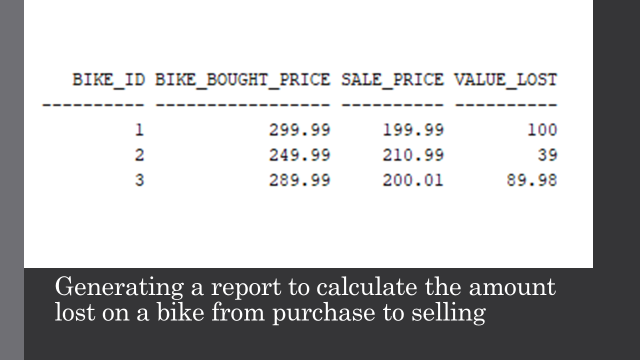 BIKE_ID BIKE_BOUGHT_PRICE SALE_PRICE VALUE_LOST
---------- ----------------- ---------- ----------
1 299.99 199.99 100
2 249.99 210.99 39
3 289.99 200.01 89.98
Generating a report to calculate the amount
lost on a bike from purchase to selling